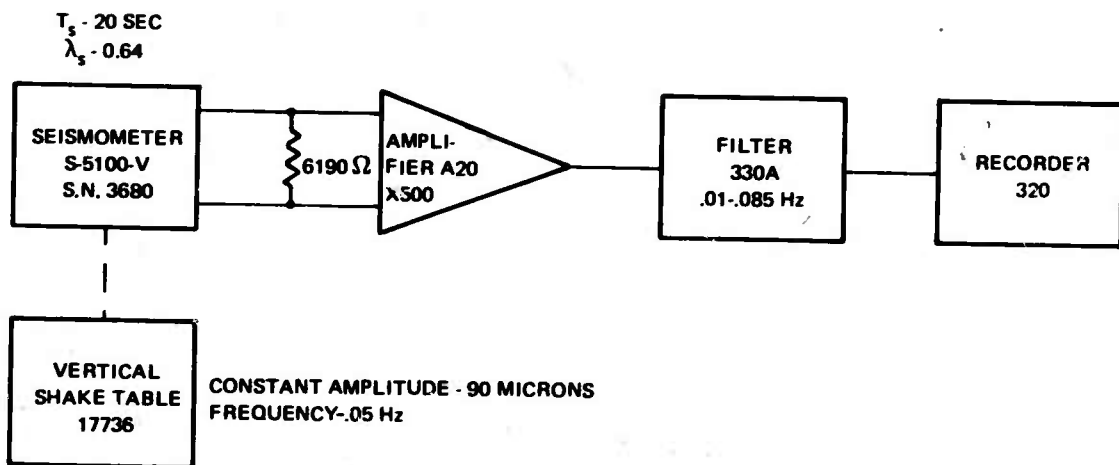 T_s - 20 SEC
λ_s - 0.64
SEISMOMETER
S-5100-V
S.N. 3680
6190 Ω
AMPLI-
FIER A20
X500
FILTER
330A
.01-.085 Hz
RECORDER
320
VERTICAL
SHAKE TABLE
17736
CONSTANT AMPLITUDE - 90 MICRONS
FREQUENCY-.05 Hz